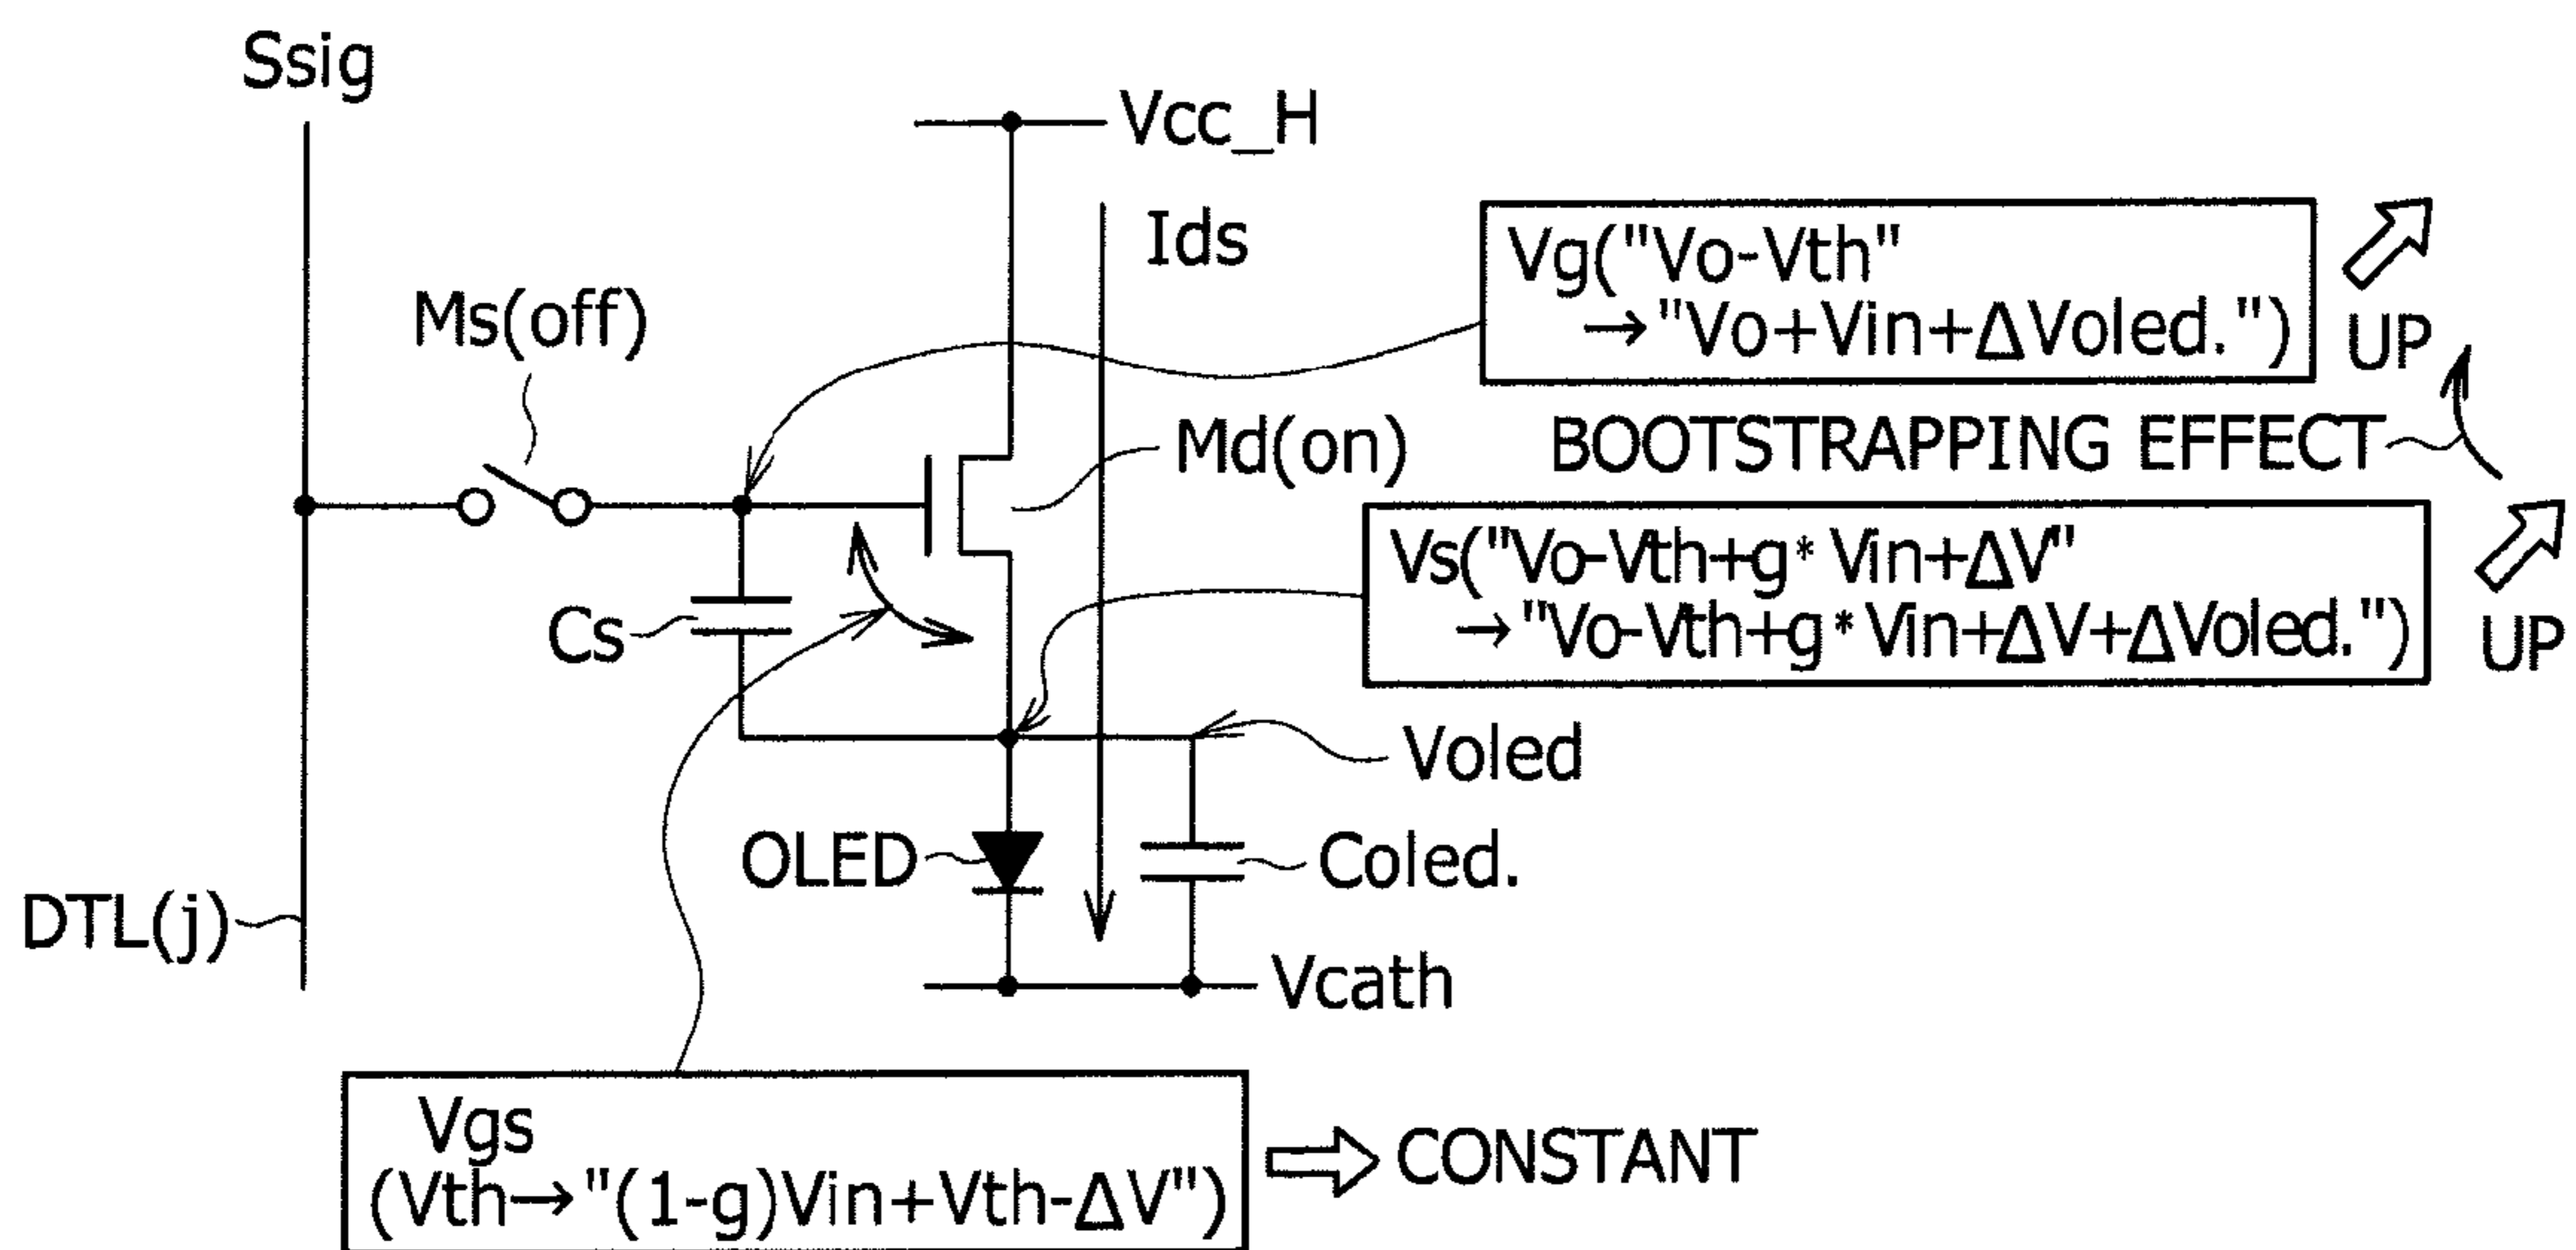 Ssig
Vcc_H
Ids
Vg("Vo-Vth"
→"Vo+Vin+ΔVoled.")
UP
Ms(off)
Md(on)
BOOTSTRAPPING EFFECT
Vs("Vo-Vth+g*Vin+ΔV"
→"Vo-Vth+g*Vin+ΔV+ΔVoled.")
UP
Cs
Voled
OLED
Coled.
DTL(j)
Vcath
Vgs
(Vth→"(1-g)Vin+Vth-ΔV")
CONSTANT